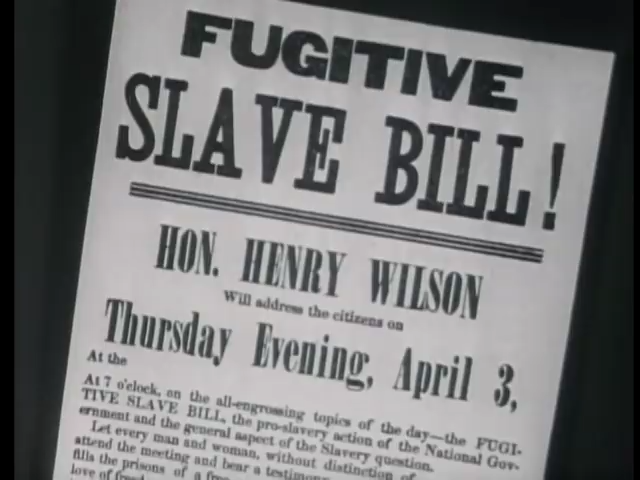 FUGITIVE
SLAVE BILL!
HON. HENRY WILSON
Will address the citizens on
Thursday Evening, April 3,
At the
At 7 o'clock, on the all-engrossing topics of the day—the FUGI-
TIVE SLAVE BILL, the pro-slavery action of the National Gov-
ernment and the general aspect of the Slavery question.
Let every man and woman, without distinction of
attend the meeting and bear a testimony
fills the prisons of a free
love of